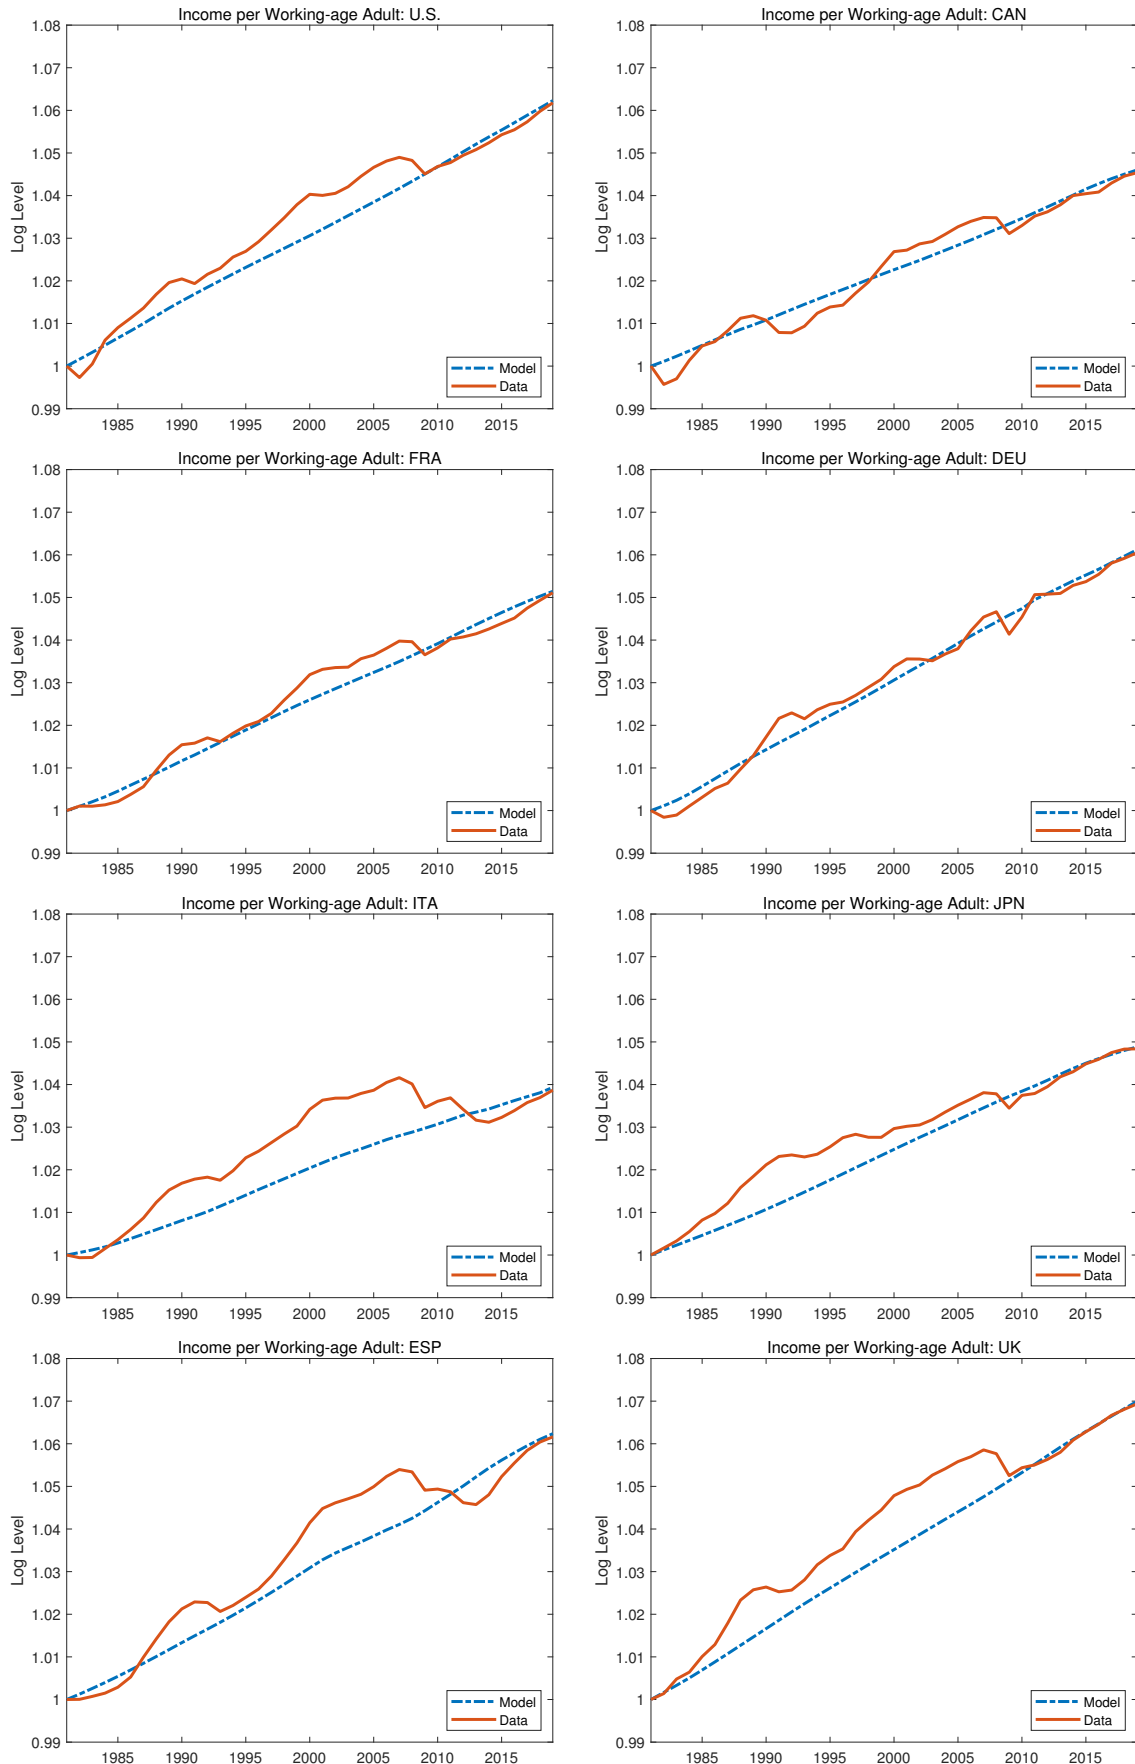 Income per Working-age Adult: U.S.
1.08
1.07
1.06
1.05
1.04
1.03
1.02
1.01
1
0.99
Log Level
1985 1990 1995 2000 2005 2010 2015
Model
Data
Income per Working-age Adult: CAN
1.08
1.07
1.06
1.05
1.04
1.03
1.02
1.01
1
0.99
Log Level
1985 1990 1995 2000 2005 2010 2015
Model
Data
Income per Working-age Adult: FRA
1.08
1.07
1.06
1.05
1.04
1.03
1.02
1.01
1
0.99
Log Level
1985 1990 1995 2000 2005 2010 2015
Model
Data
Income per Working-age Adult: DEU
1.08
1.07
1.06
1.05
1.04
1.03
1.02
1.01
1
0.99
Log Level
1985 1990 1995 2000 2005 2010 2015
Model
Data
Income per Working-age Adult: ITA
1.08
1.07
1.06
1.05
1.04
1.03
1.02
1.01
1
0.99
Log Level
1985 1990 1995 2000 2005 2010 2015
Model
Data
Income per Working-age Adult: JPN
1.08
1.07
1.06
1.05
1.04
1.03
1.02
1.01
1
0.99
Log Level
1985 1990 1995 2000 2005 2010 2015
Model
Data
Income per Working-age Adult: ESP
1.08
1.07
1.06
1.05
1.04
1.03
1.02
1.01
1
0.99
Log Level
1985 1990 1995 2000 2005 2010 2015
Model
Data
Income per Working-age Adult: UK
1.08
1.07
1.06
1.05
1.04
1.03
1.02
1.01
1
0.99
Log Level
1985 1990 1995 2000 2005 2010 2015
Model
Data